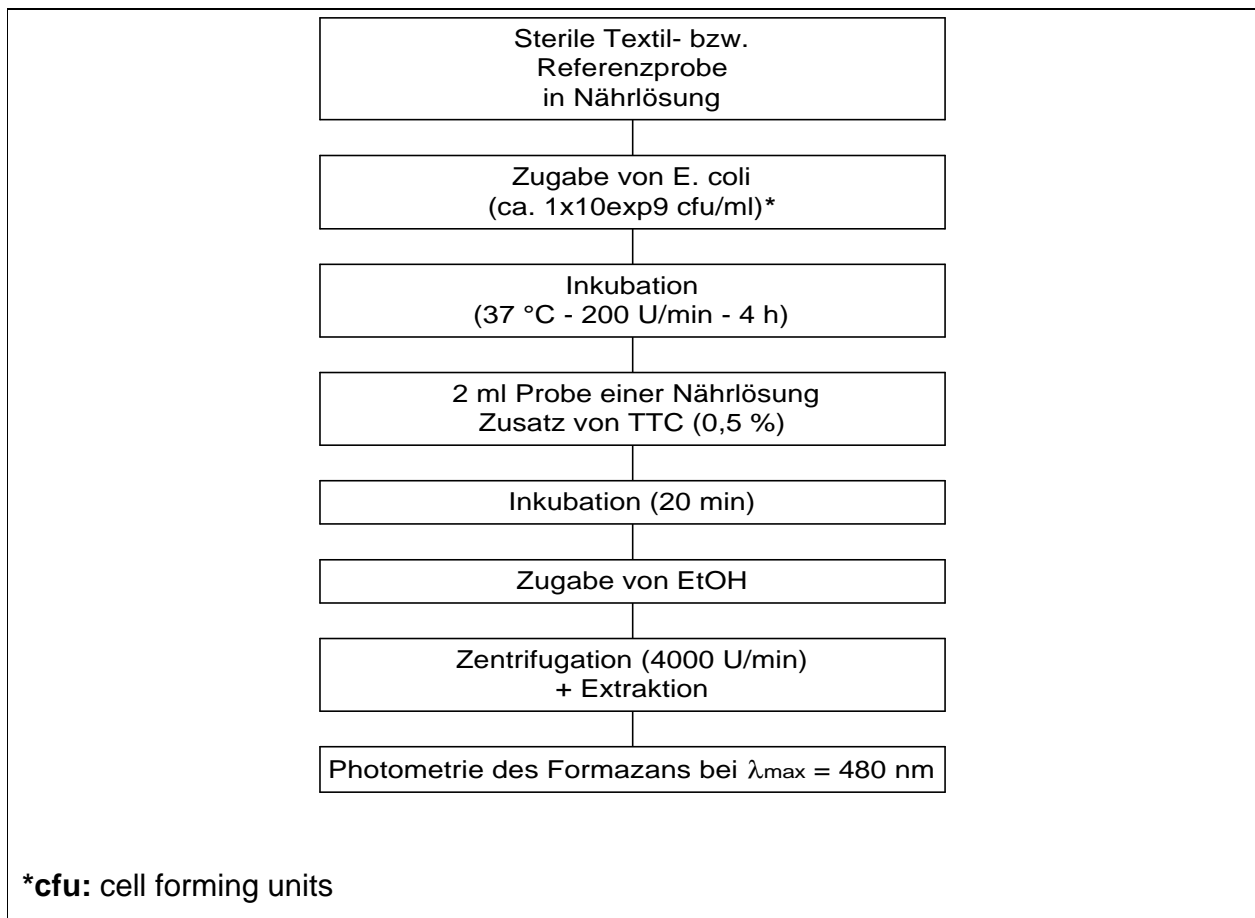 Sterile Textil- bzw.
Referenzprobe
in Nährlösung
Zugabe von E. coli
(ca. 1x10exp9 cfu/ml)*
Inkubation
(37 °C - 200 U/min - 4 h)
2 ml Probe einer Nährlösung
Zusatz von TTC (0,5 %)
Inkubation (20 min)
Zugabe von EtOH
Zentrifugation (4000 U/min)
+ Extraktion
Photometrie des Formazans bei λmax = 480 nm
*cfu: cell forming units